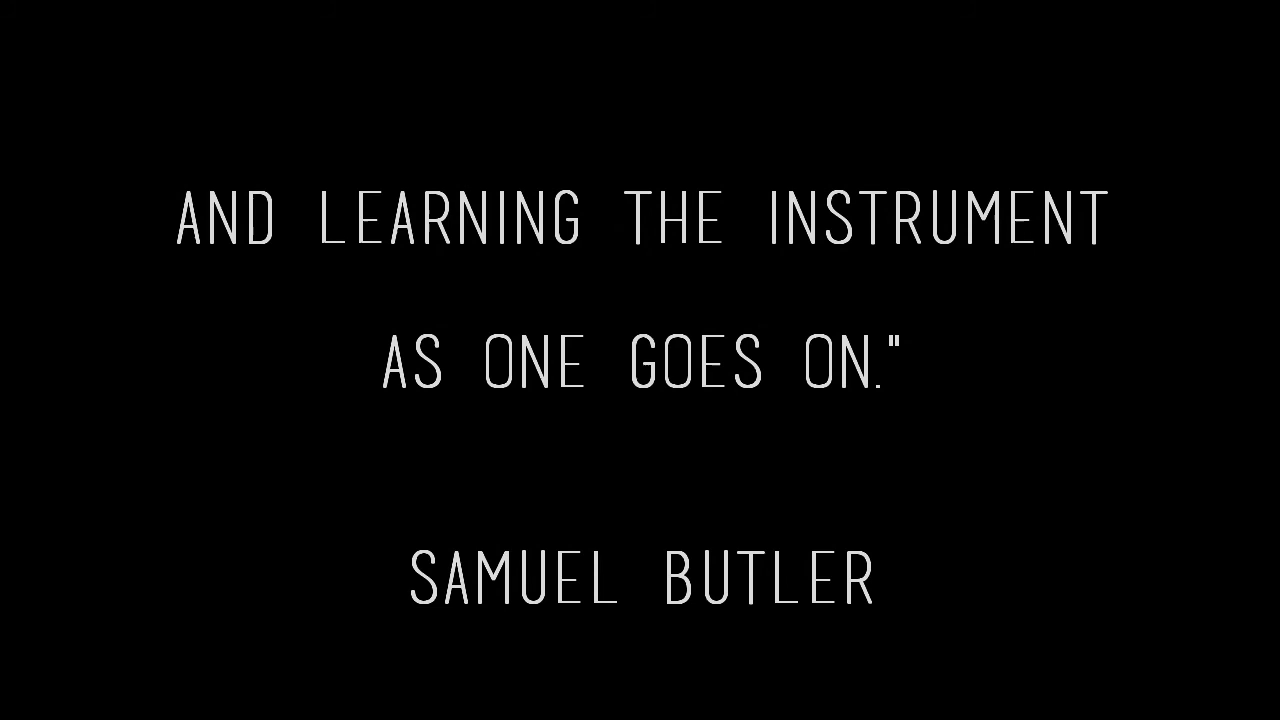 AND LEARNING THE INSTRUMENT
AS ONE GOES ON."
SAMUEL BUTLER